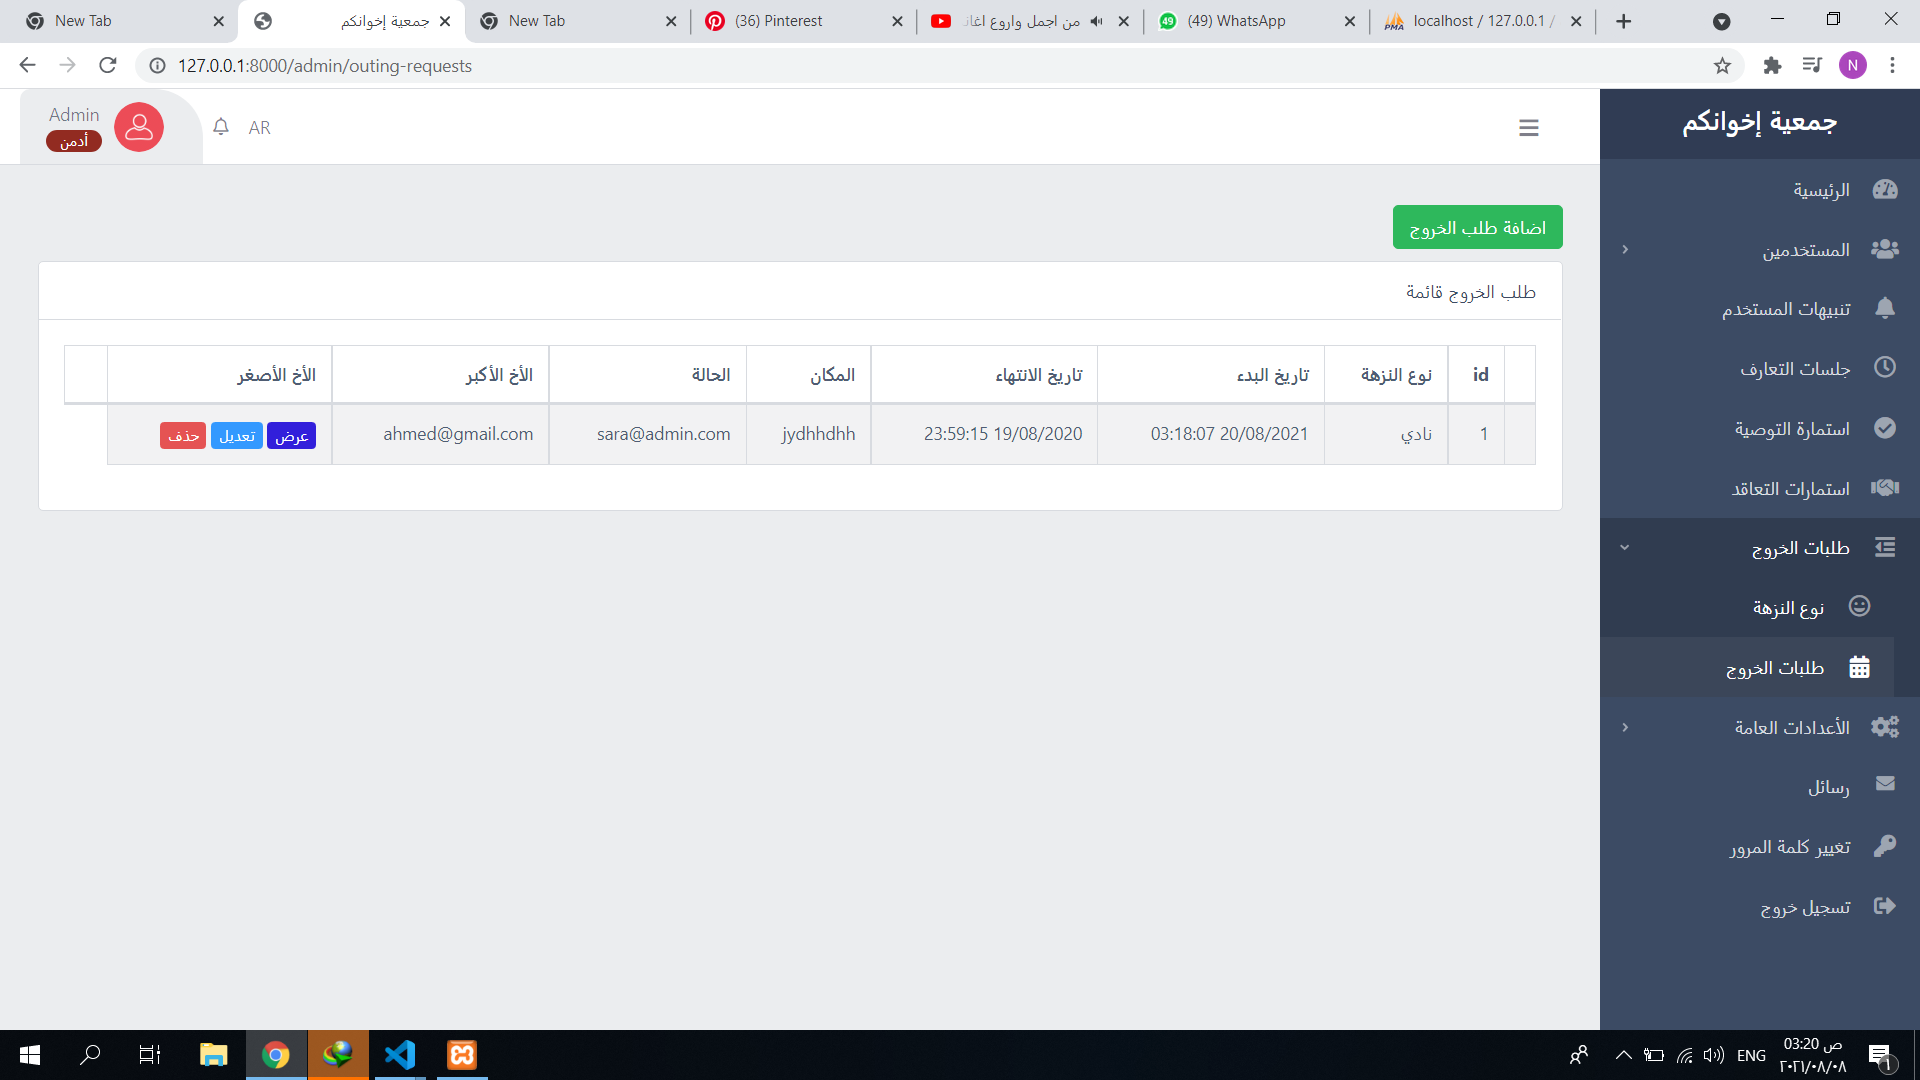 New Tab
جمعية إخوانكم
New Tab
(36) Pinterest
من اجمل واروع اغان
(49) WhatsApp
localhost / 127.0.0.1 /
127.0.0.1:8000/admin/outing-requests
N
Admin
أدمن
AR
جمعية إخوانكم
الرئيسية
المستخدمين
تنبيهات المستخدم
جلسات التعارف
استمارة التوصية
استمارات التعاقد
طلبات الخروج
نوع النزهة
طلبات الخروج
الأعدادات العامة
رسائل
تغيير كلمة المرور
تسجيل خروج
اضافة طلب الخروج
طلب الخروج قائمة
id نوع النزهة تاريخ البدء تاريخ الانتهاء المكان الحالة الأخ الأكبر الأخ الأصغر
1 نادي 20/08/2021 03:18:07 19/08/2020 23:59:15 jydhhdhh sara@admin.com ahmed@gmail.com عرض تعديل حذف
ENG
03:20 ص
٢٠٢١/٠٨/٠٨
١